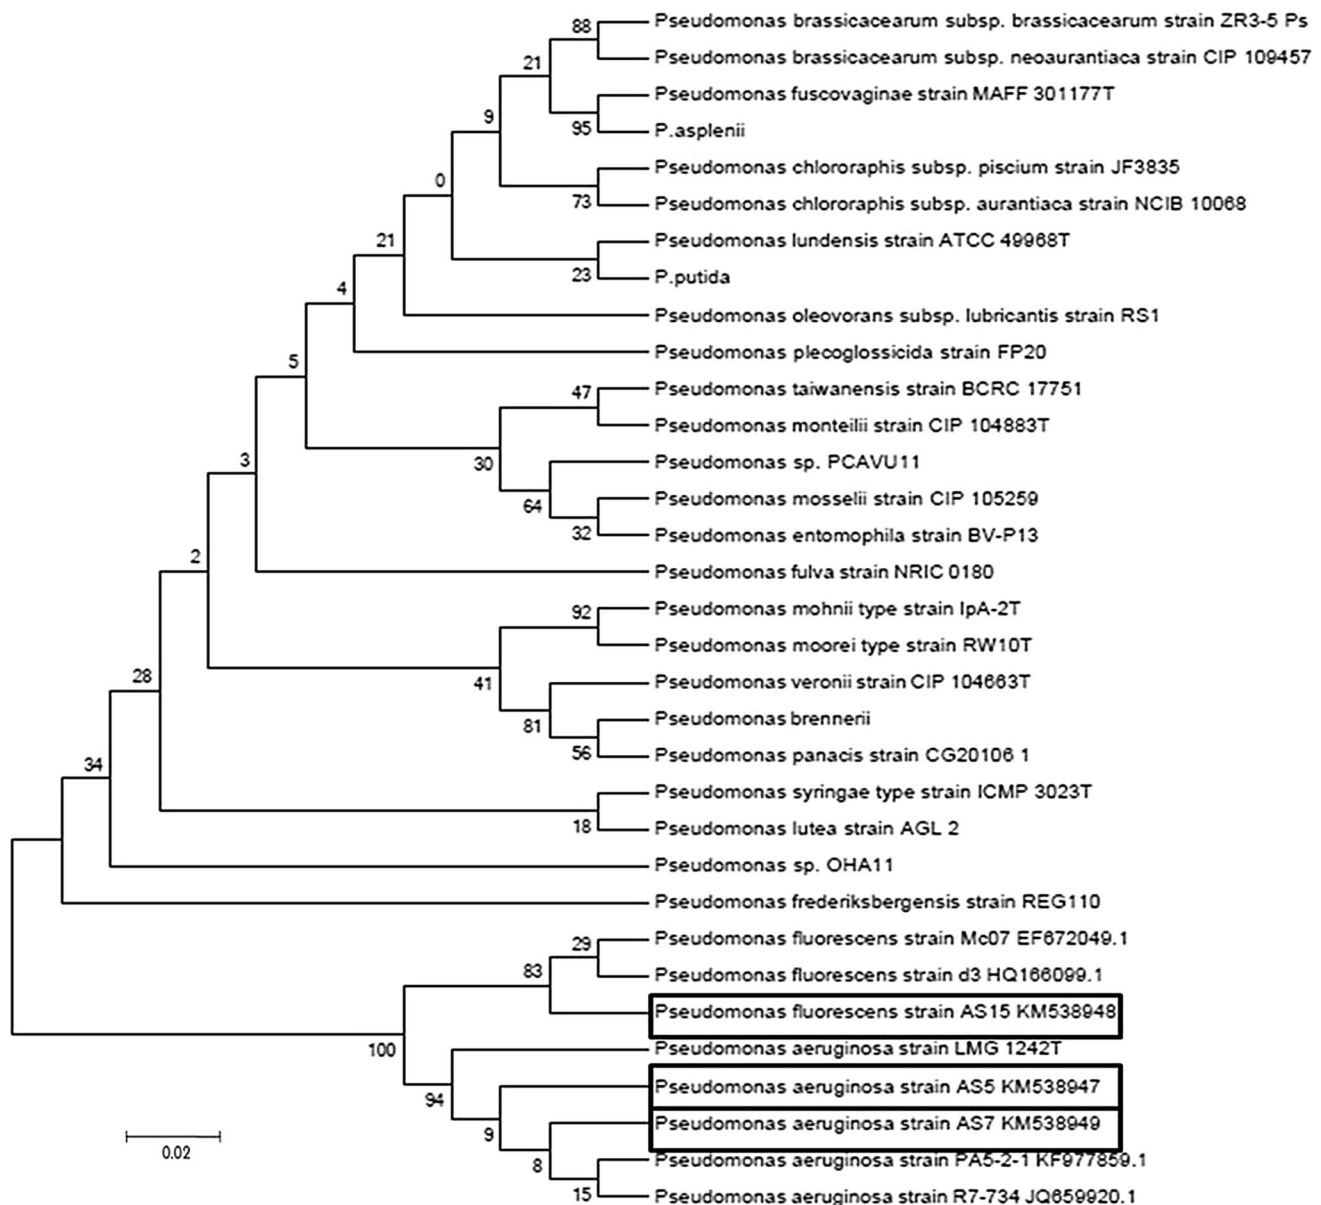 88
Pseudomonas brassicacearum subsp. brassicacearum strain ZR3-5 Ps
21
Pseudomonas brassicacearum subsp. neoaurantiaca strain CIP 109457
Pseudomonas fuscovaginae strain MAFF 301177T
9
95
P.asplenii
Pseudomonas chlororaphis subsp. piscium strain JF3835
0
73
Pseudomonas chlororaphis subsp. aurantiaca strain NCIB 10068
21
Pseudomonas lundensis strain ATCC 49968T
23
P.putida
4
Pseudomonas oleovorans subsp. lubricantis strain RS1
Pseudomonas plecoglossicida strain FP20
5
47
Pseudomonas taiwanensis strain BCRC 17751
Pseudomonas monteilii strain CIP 104883T
3
30
Pseudomonas sp. PCAVU11
64
Pseudomonas mosselii strain CIP 105259
32
Pseudomonas entomophila strain BV-P13
2
Pseudomonas fulva strain NRIC 0180
92
Pseudomonas mohnii type strain IpA-2T
Pseudomonas moorei type strain RW10T
28
41
Pseudomonas veronii strain CIP 104663T
81
Pseudomonas brennerii
56
Pseudomonas panacis strain CG20106 1
34
Pseudomonas syringae type strain ICMP 3023T
18
Pseudomonas lutea strain AGL 2
Pseudomonas sp. OHA11
Pseudomonas frederiksbergensis strain REG110
29
Pseudomonas fluorescens strain Mc07 EF672049.1
83
Pseudomonas fluorescens strain d3 HQ166099.1
Pseudomonas fluorescens strain AS15 KM538948
100
Pseudomonas aeruginosa strain LMG 1242T
94
Pseudomonas aeruginosa strain AS5 KM538947
9
Pseudomonas aeruginosa strain AS7 KM538949
8
Pseudomonas aeruginosa strain PA5-2-1 KF977859.1
15
Pseudomonas aeruginosa strain R7-734 JQ659920.1
0.02